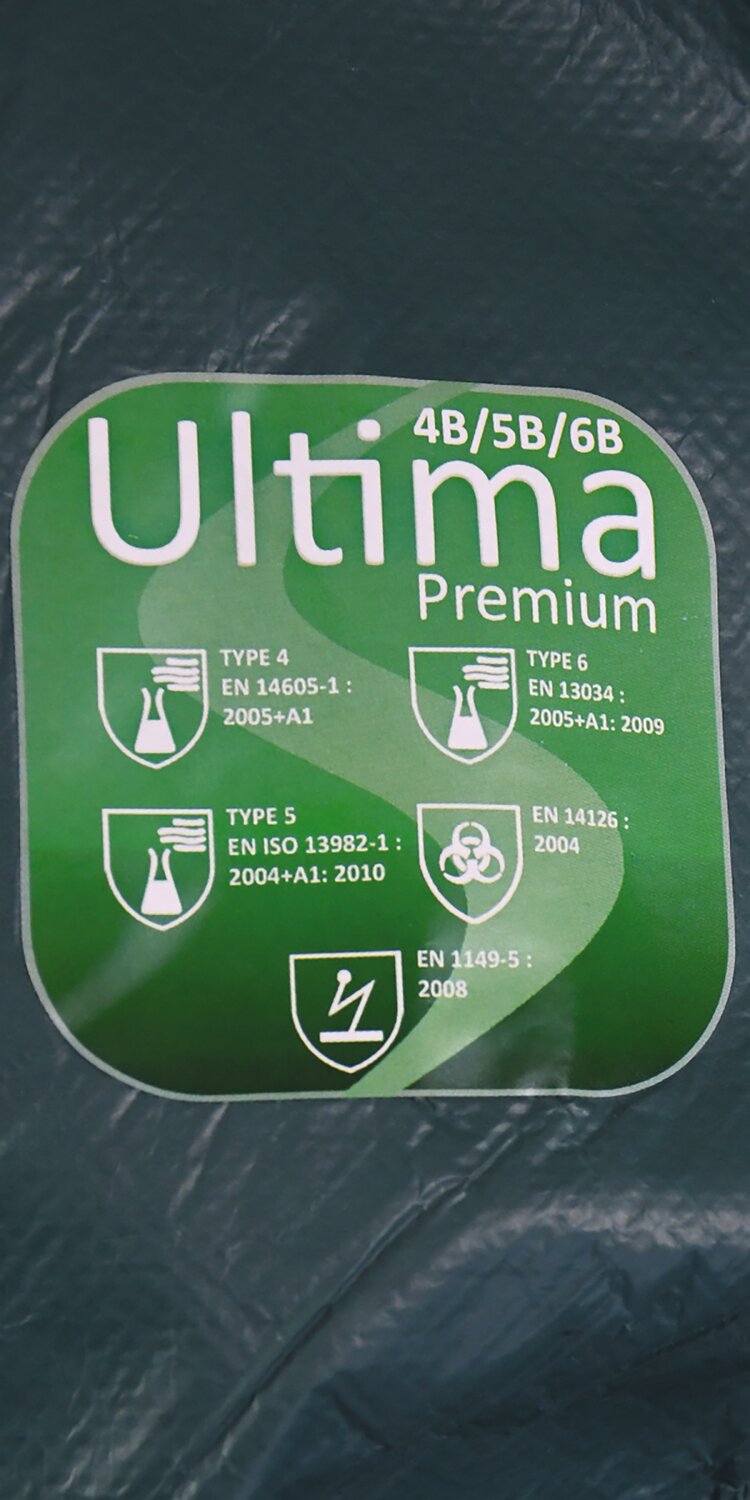 4B/5B/6B
Ultima
Premium
TYPE 4
EN 14605-1 :
2005+A1
TYPE 6
EN 13034 :
2005+A1: 2009
TYPE 5
EN ISO 13982-1 :
2004+A1: 2010
EN 14126 :
2004
EN 1149-5 :
2008